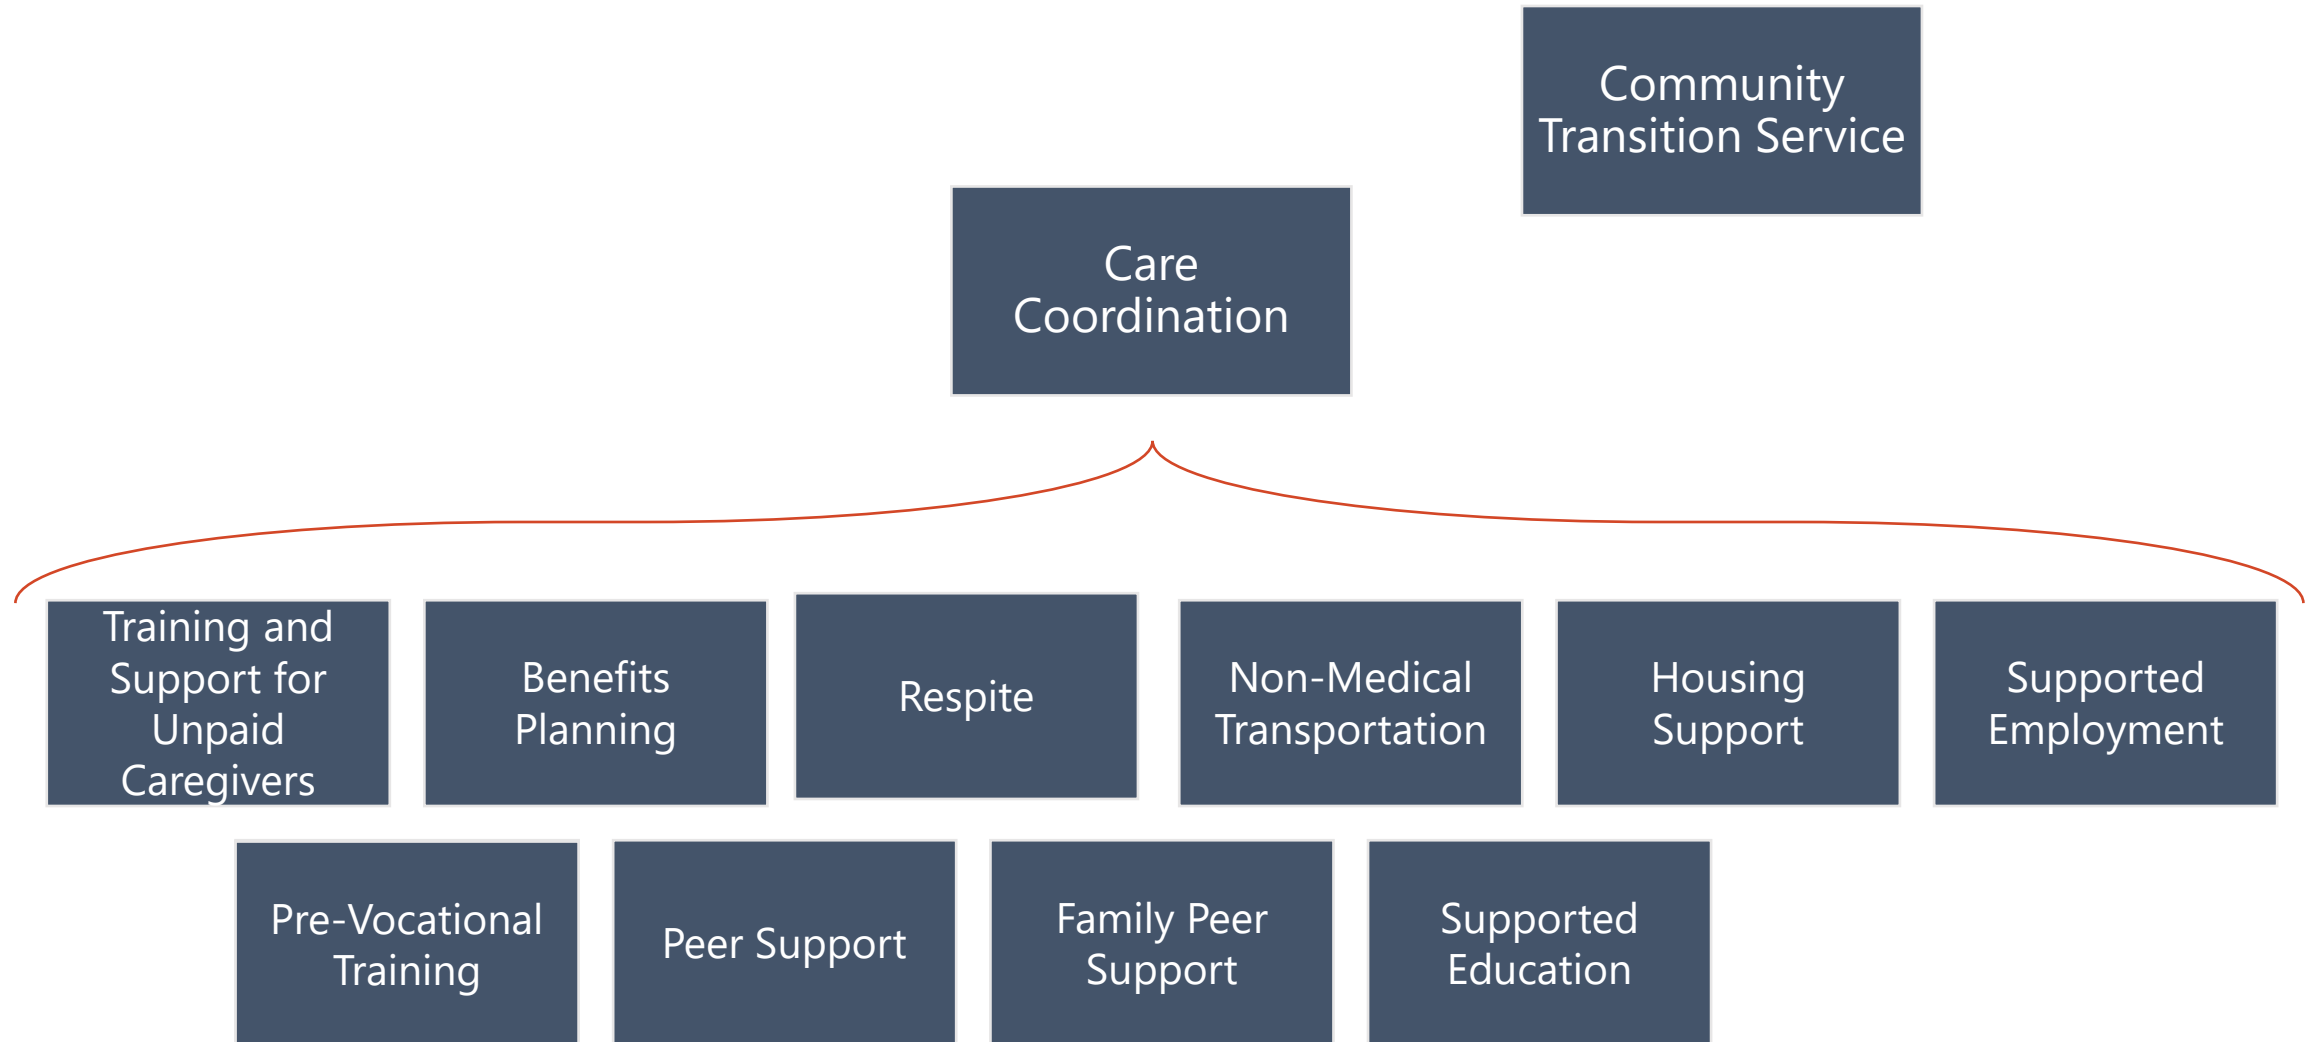 Community
Transition Service
Care
Coordination
Training and
Support for
Unpaid
Caregivers
Benefits
Planning
Respite
Non-Medical
Transportation
Housing
Support
Supported
Employment
Pre-Vocational
Training
Peer Support
Family Peer
Support
Supported
Education